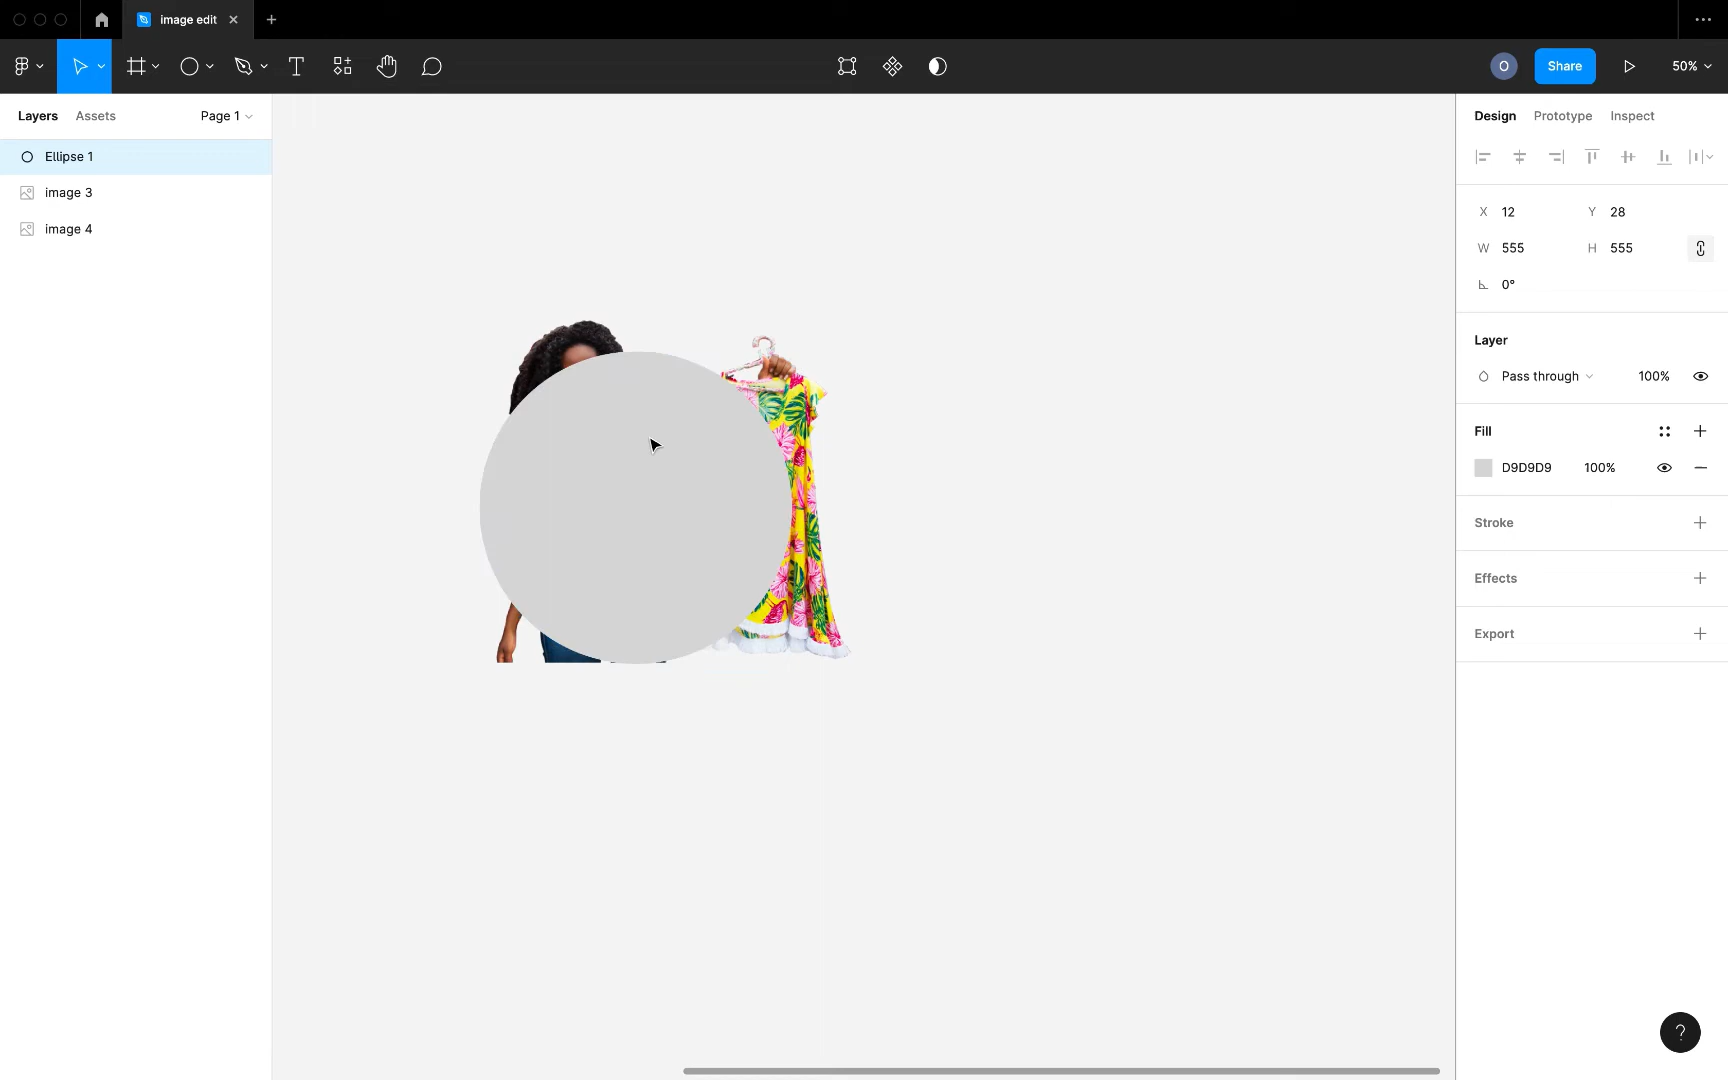 image edit
O
Share
50%
Layers
Assets
Page 1
Design
Prototype
Inspect
Ellipse 1
image 3
image 4
X 12
Y 28
W 555
H 555
0°
Layer
Pass through
100%
Fill
D9D9D9
100%
Stroke
Effects
Export
?